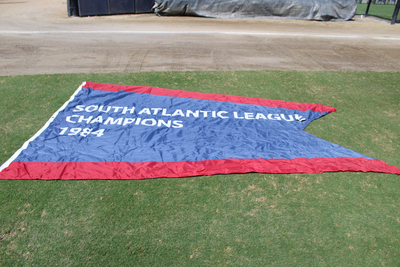 SOUTH ATLANTIC LEAGUE
CHAMPIONS
1984